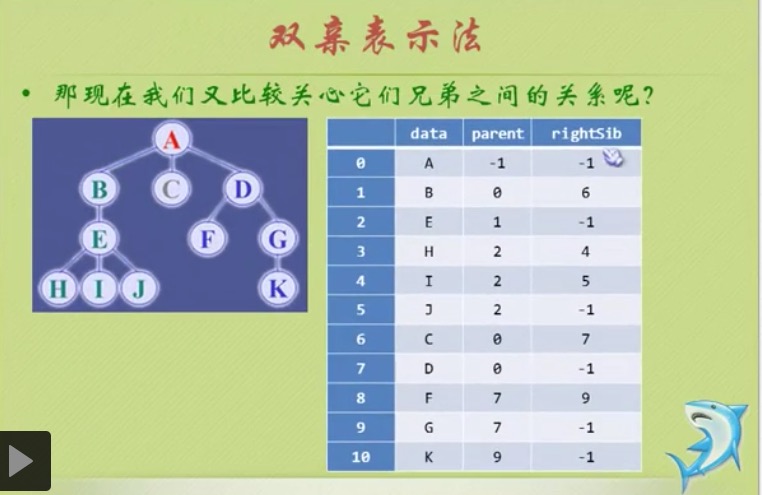 双亲表示法
• 那现在我们又比较关心它们兄弟之间的关系呢?
A
B C D
E F G
H I J K
data parent rightSib
0 A -1 -1
1 B 0 6
2 E 1 -1
3 H 2 4
4 I 2 5
5 J 2 -1
6 C 0 7
7 D 0 -1
8 F 7 9
9 G 7 -1
10 K 9 -1